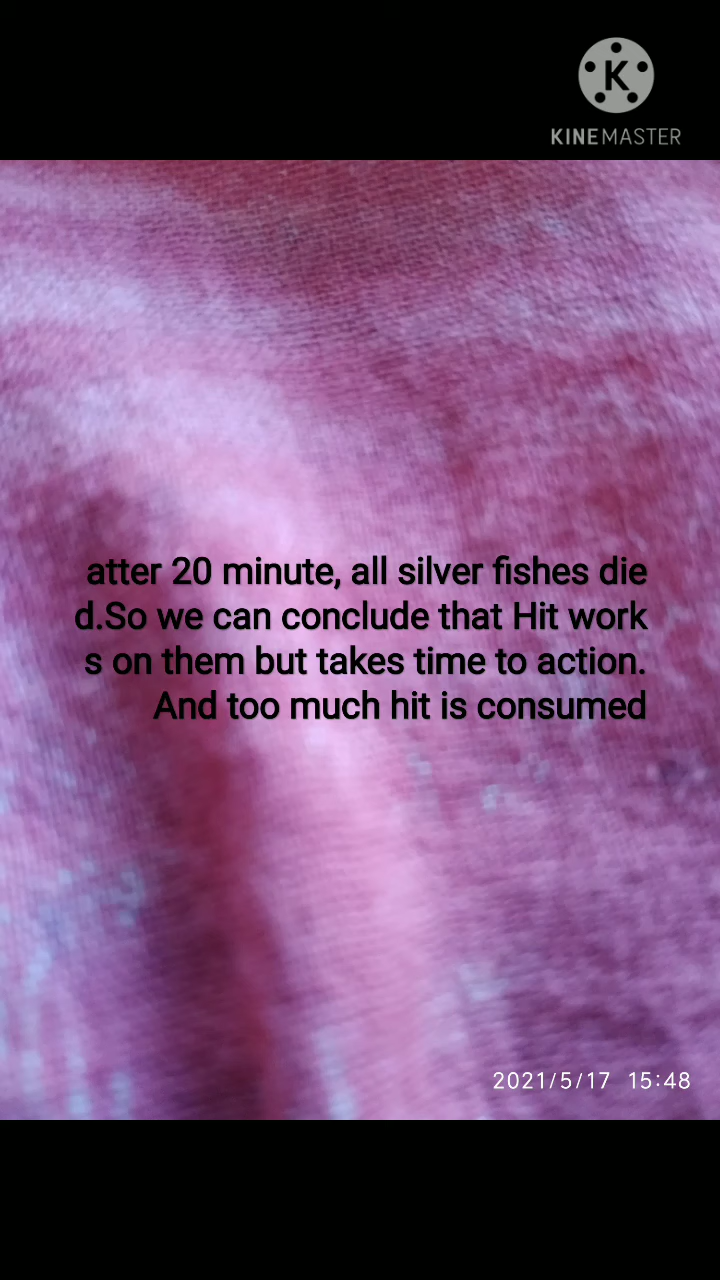 K
KINEMASTER
atter 20 minute, all silver fishes die
d.So we can conclude that Hit work
s on them but takes time to action.
And too much hit is consumed
2021/5/17 15:48